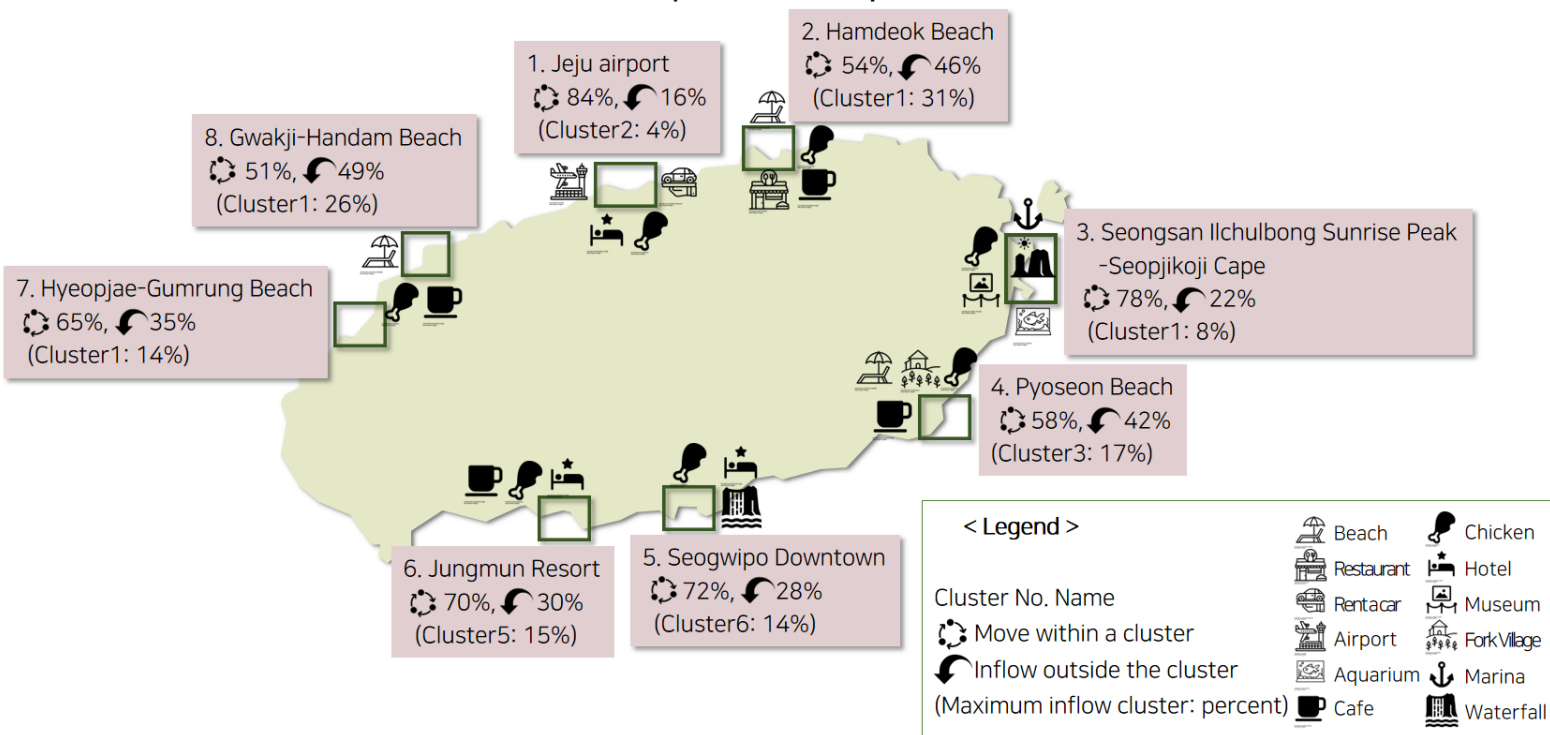 1. Jeju airport
84%, 16%
(Cluster2: 4%)
2. Hamdeok Beach
54%, 46%
(Cluster1: 31%)
8. Gwakji-Handam Beach
51%, 49%
(Cluster1: 26%)
3. Seongsan Ilchulbong Sunrise Peak
-Seopjikoji Cape
78%, 22%
(Cluster1: 8%)
7. Hyeopjae-Gumrung Beach
65%, 35%
(Cluster1: 14%)
4. Pyoseon Beach
58%, 42%
(Cluster3: 17%)
6. Jungmun Resort
70%, 30%
(Cluster5: 15%)
5. Seogwipo Downtown
72%, 28%
(Cluster6: 14%)
< Legend >
Cluster No. Name
Move within a cluster
Inflow outside the cluster
(Maximum inflow cluster: percent)
Beach
Restaurant
Rentacar
Airport
Aquarium
Cafe
Chicken
Hotel
Museum
Fork Village
Marina
Waterfall